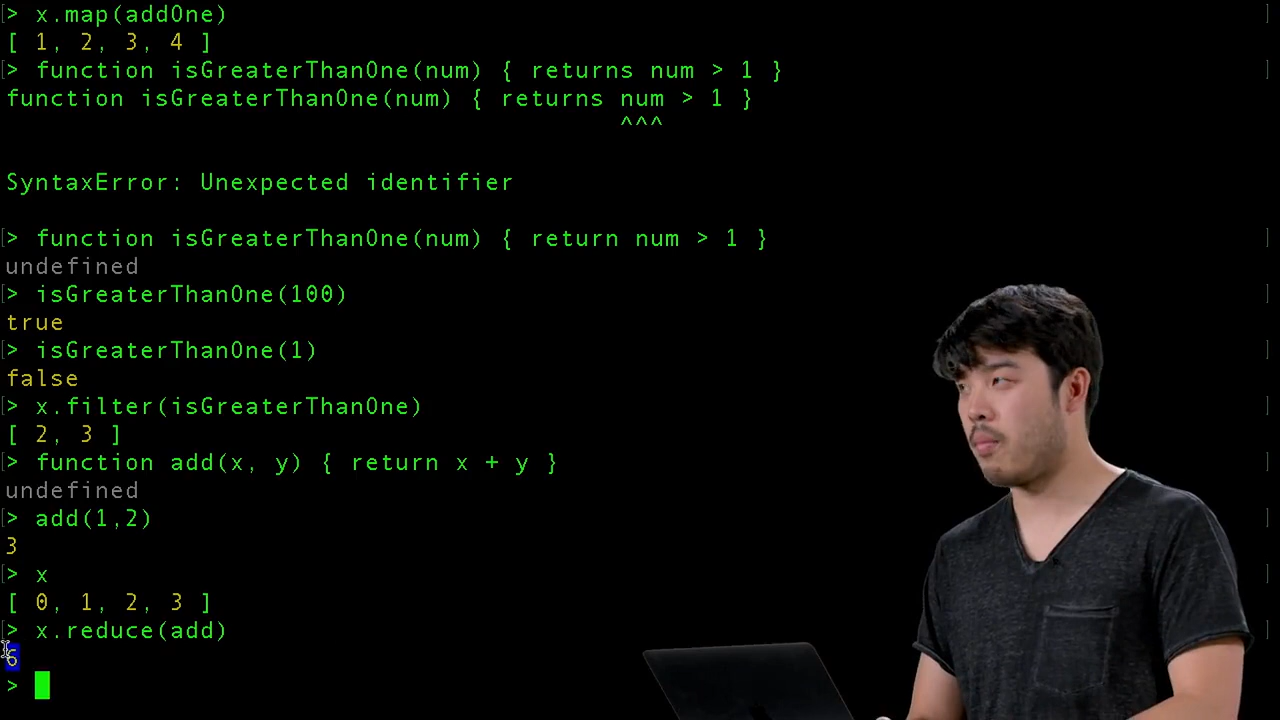 > x.map(addOne)
[ 1, 2, 3, 4 ]
> function isGreaterThanOne(num) { returns num > 1 }
function isGreaterThanOne(num) { returns num > 1 }
^^^
SyntaxError: Unexpected identifier
> function isGreaterThanOne(num) { return num > 1 }
undefined
> isGreaterThanOne(100)
true
> isGreaterThanOne(1)
false
> x.filter(isGreaterThanOne)
[ 2, 3 ]
> function add(x, y) { return x + y }
undefined
> add(1,2)
3
> x
[ 0, 1, 2, 3 ]
> x.reduce(add)
6
>